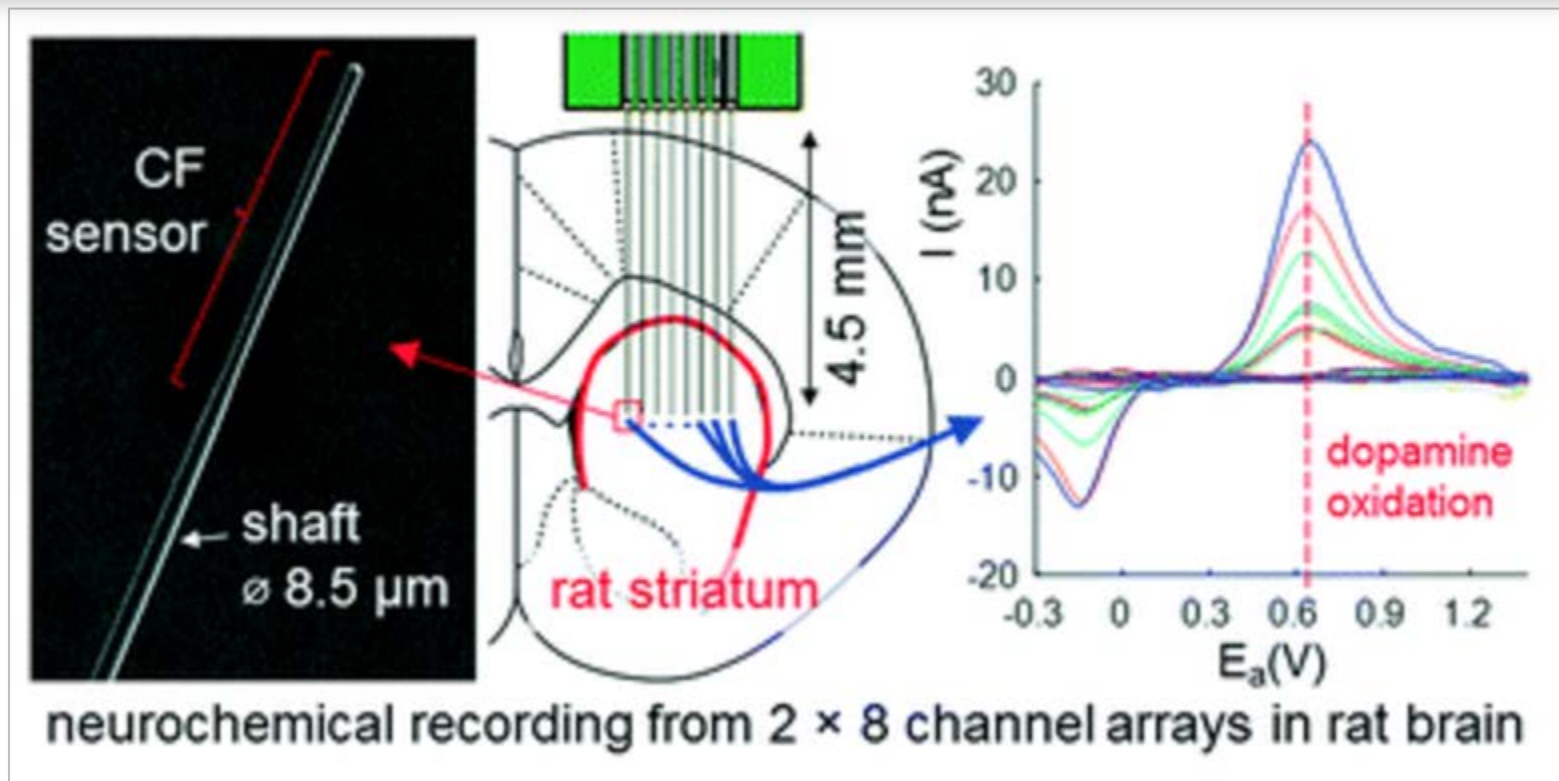 CF
sensor
shaft
ø 8.5 µm
4.5 mm
rat striatum
I (nA)
30
20
10
0
-10
-20
-0.3 0 0.3 0.6 0.9 1.2
Ea(V)
dopamine
oxidation
neurochemical recording from 2 × 8 channel arrays in rat brain